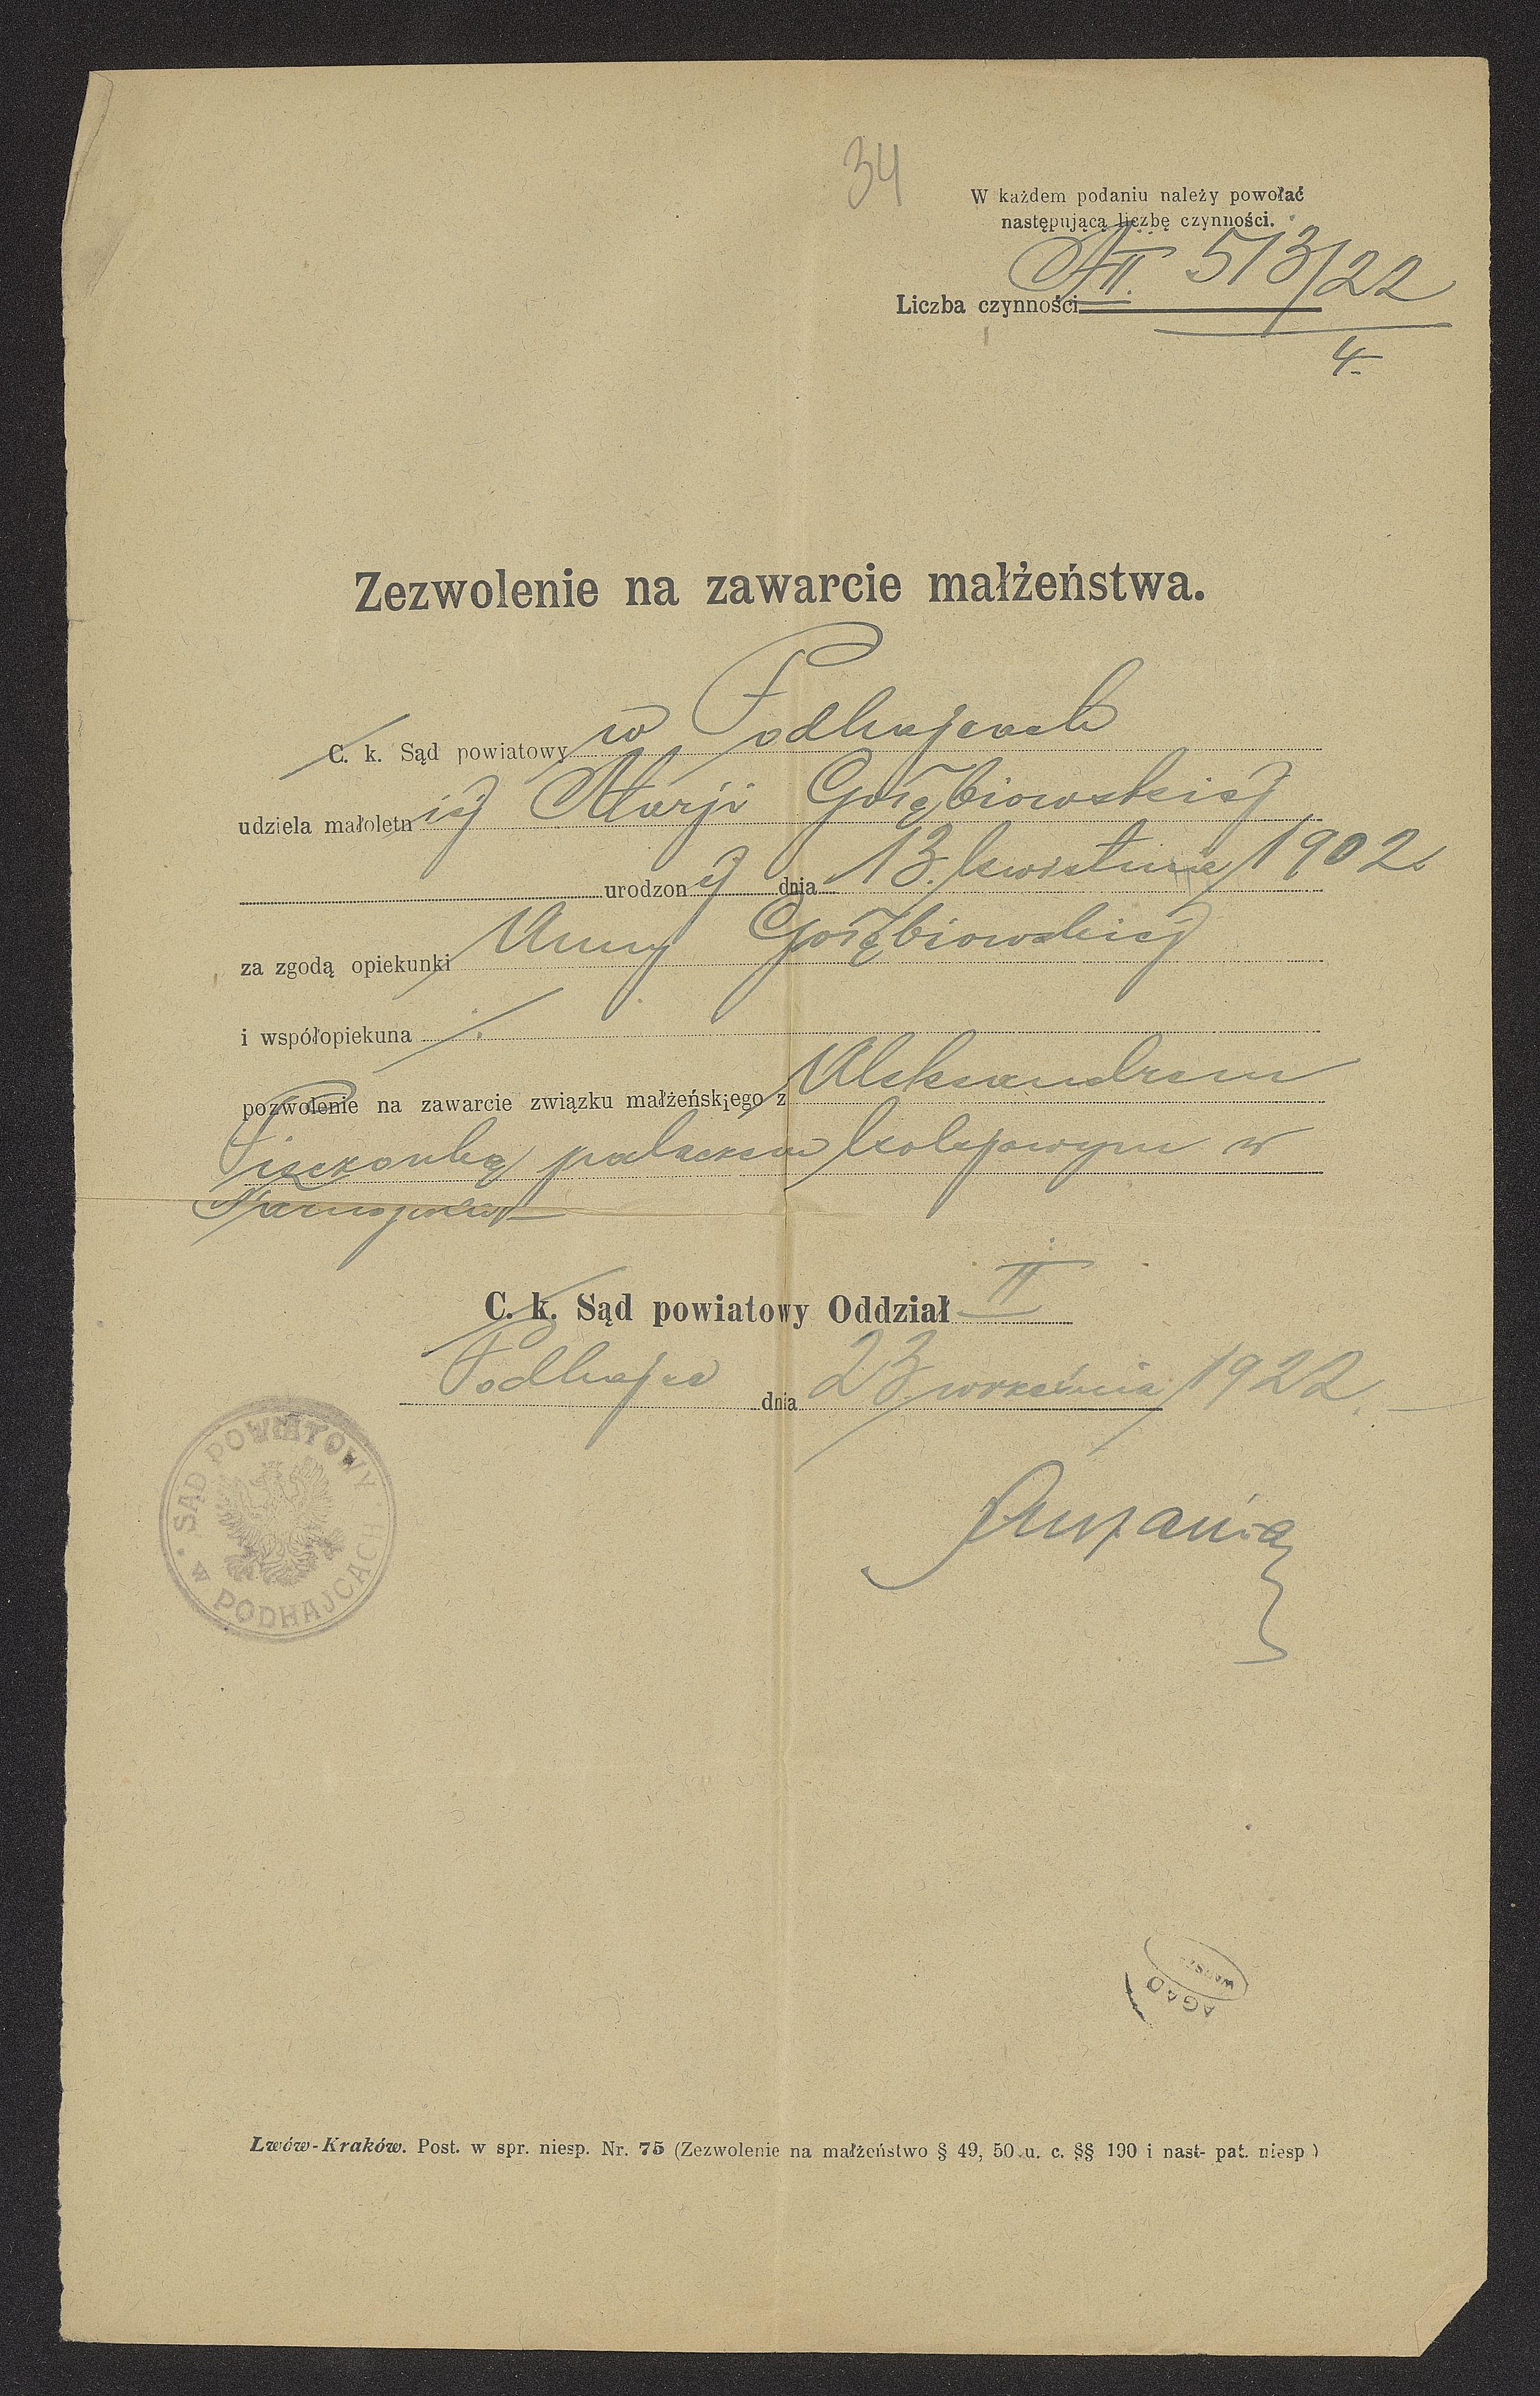 34
W każdem podaniu należy powołać
następującą liczbę czynności.
Liczba czynności A II. 513/22
4
Zezwolenie na zawarcie małżeństwa.
C. k. Sąd powiatowy w Podhajcach
udziela małoletniej Marji Gołębiowskiej
urodzonej dnia 13. kwietnia 1902
za zgodą opiekunki Anny Gołębiowskiej
i współopiekuna
pozwolenie na zawarcie związku małżeńskiego z Aleksandrem
palaczem kolejowym w
C. k. Sąd powiatowy Oddział II
Podhajce dnia 23 września 1922.
SĄD POWIATOWY
W PODHAJCACH
AGAD
Lwów-Kraków. Post. w spr. niesp. Nr. 75 (Zezwolenie na małżeństwo § 49, 50 u. c. §§ 190 i nast- pat. niesp)